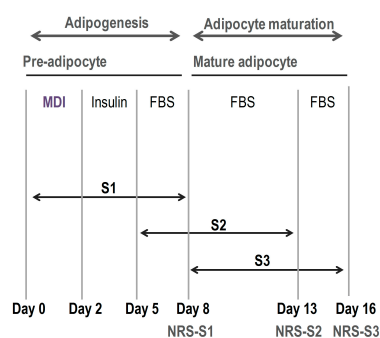 Adipogenesis Adipocyte maturation
Pre-adipocyte Mature adipocyte
MDI Insulin FBS FBS FBS
S1
S2
S3
Day 0 Day 2 Day 5 Day 8 Day 13 Day 16
NRS-S1 NRS-S2 NRS-S3